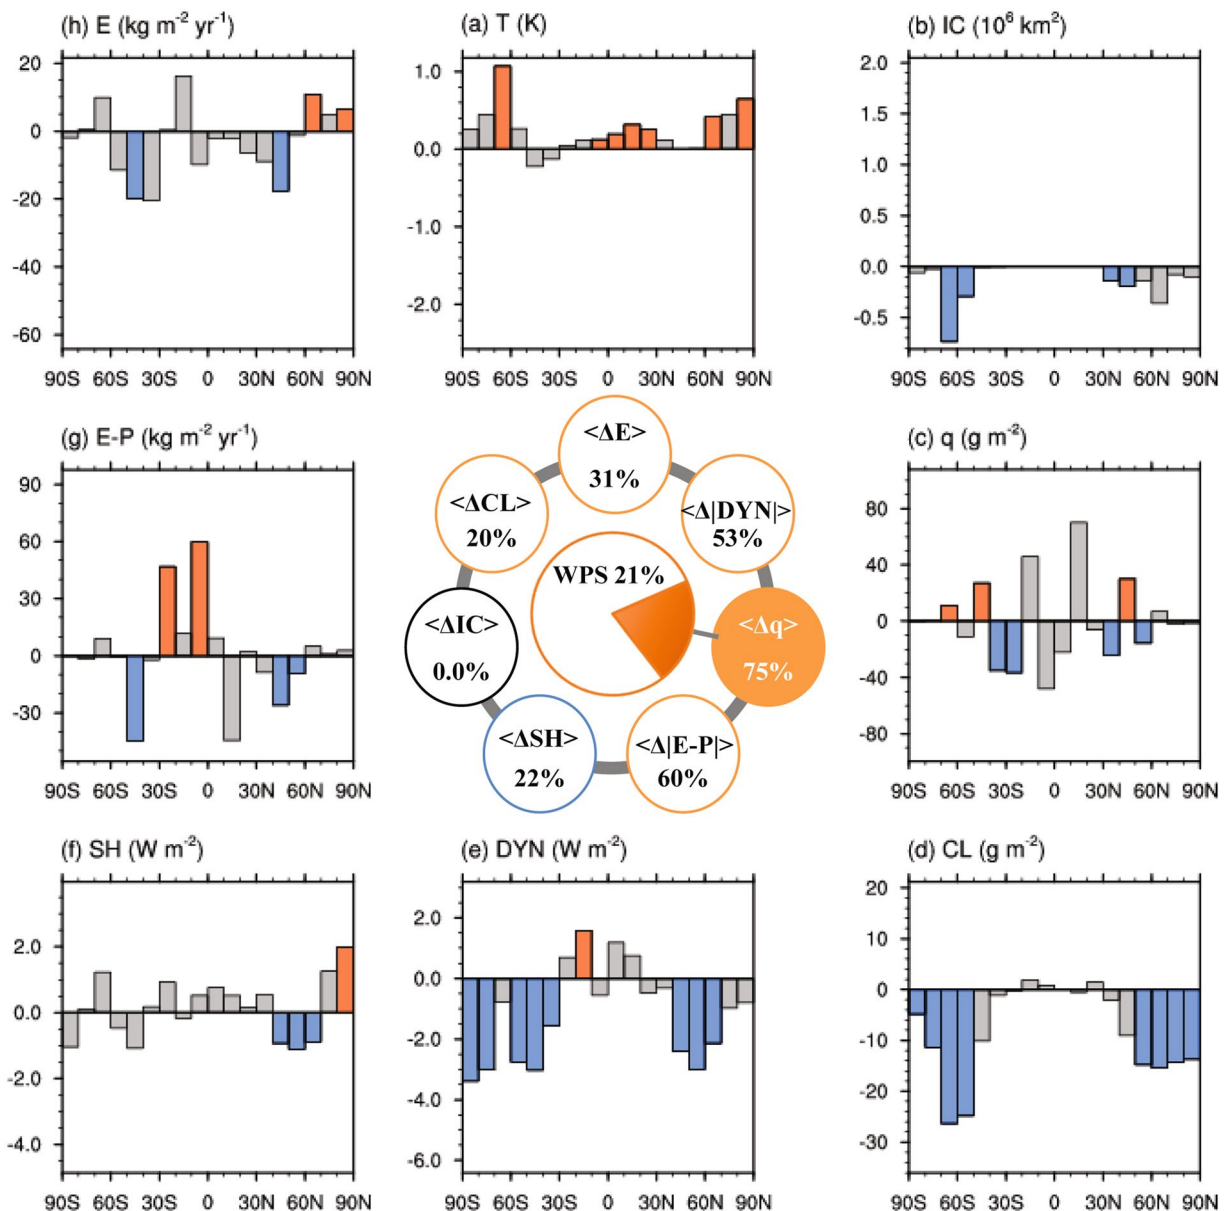 (h) E (kg m⁻² yr⁻¹)
20
0
-20
-40
-60
90S 60S 30S 0 30N 60N 90N
(a) T (K)
1.0
0.0
-1.0
-2.0
90S 60S 30S 0 30N 60N 90N
(b) IC (10⁶ km²)
2.0
1.5
1.0
0.5
0.0
-0.5
90S 60S 30S 0 30N 60N 90N
(g) E-P (kg m⁻² yr⁻¹)
90
60
30
0
-30
90S 60S 30S 0 30N 60N 90N
<ΔE>
31%
<ΔCL>
20%
<Δ|DYN|>
53%
WPS 21%
<ΔIC>
0.0%
<Δq>
75%
<ΔSH>
22%
<Δ|E-P|>
60%
(c) q (g m⁻²)
80
40
0
-40
-80
90S 60S 30S 0 30N 60N 90N
(f) SH (W m⁻²)
2.0
0.0
-2.0
-4.0
90S 60S 30S 0 30N 60N 90N
(e) DYN (W m⁻²)
2.0
0.0
-2.0
-4.0
-6.0
90S 60S 30S 0 30N 60N 90N
(d) CL (g m⁻²)
20
10
0
-10
-20
-30
90S 60S 30S 0 30N 60N 90N